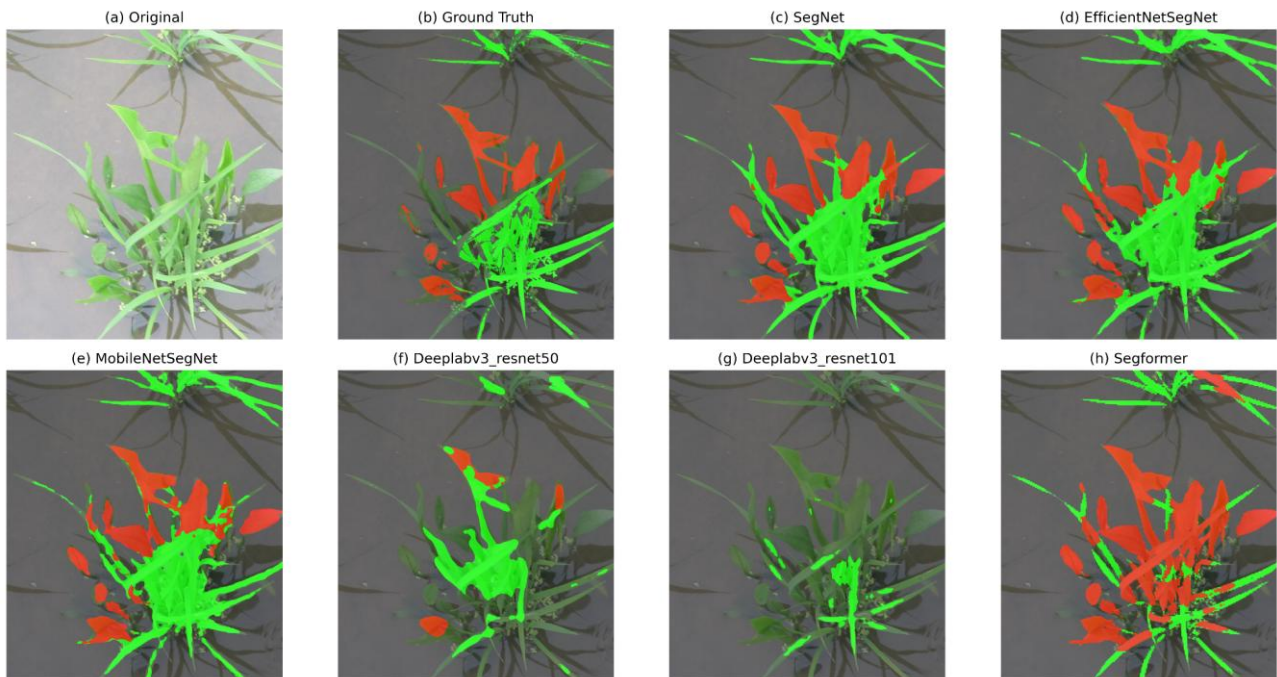 (a) Original
(b) Ground Truth
(c) SegNet
(d) EfficientNetSegNet
(e) MobileNetSegNet
(f) Deeplabv3_resnet50
(g) Deeplabv3_resnet101
(h) Segformer